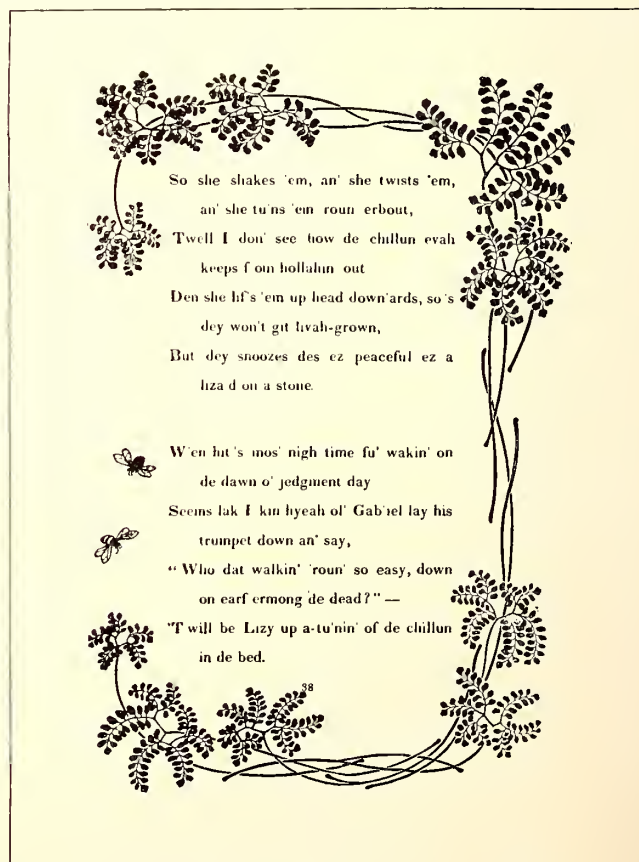 So she shakes 'em, an' she twists 'em,
an' she tu'ns 'em roun' erbout,
'Twell I don' see how de chillun evah
keeps f'om hollahin' out
Den she lif's 'em up head down'ards, so's
dey won't git livah-grown,
But dey snoozes des ez peaceful ez a
liza'd on a stone.
W'en hit's mos' nigh time fu' wakin' on
de dawn o' jedgment day
Seems lak I kin hyeah ol' Gab'iel lay his
trumpet down an' say,
"Who dat walkin' 'roun' so easy, down
on earf ermong de dead?" —
'T will be Lizy up a-tu'nin' of de chillun
in de bed.
38